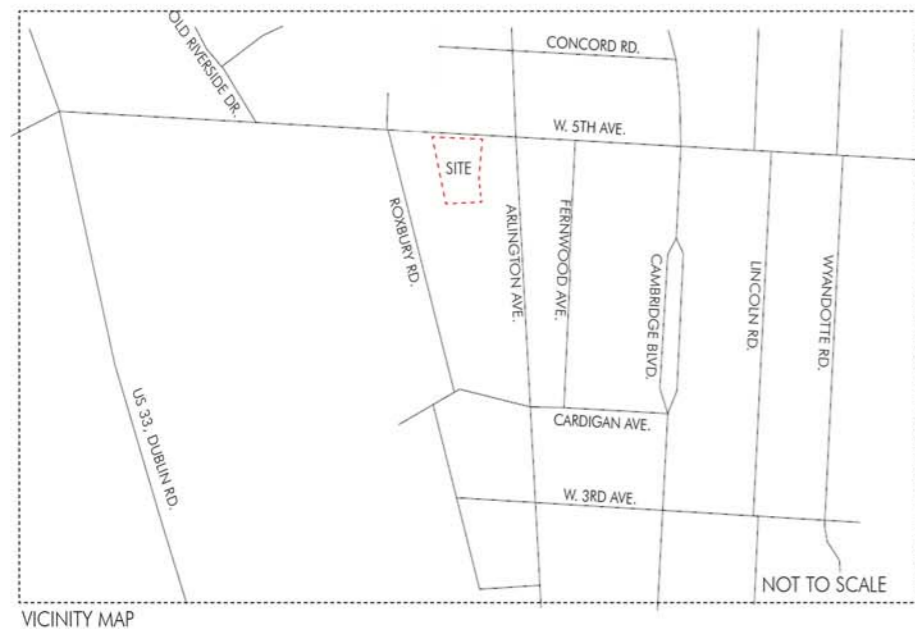 OLD RIVERSIDE DR.
CONCORD RD.
W. 5TH AVE.
SITE
ROXBURY RD.
ARLINGTON AVE.
FERNWOOD AVE.
CAMBRIDGE BLVD.
LINCOLN RD.
WYANDOTTE RD.
US 33, DUBLIN RD.
CARDIGAN AVE.
W. 3RD AVE.
NOT TO SCALE
VICINITY MAP